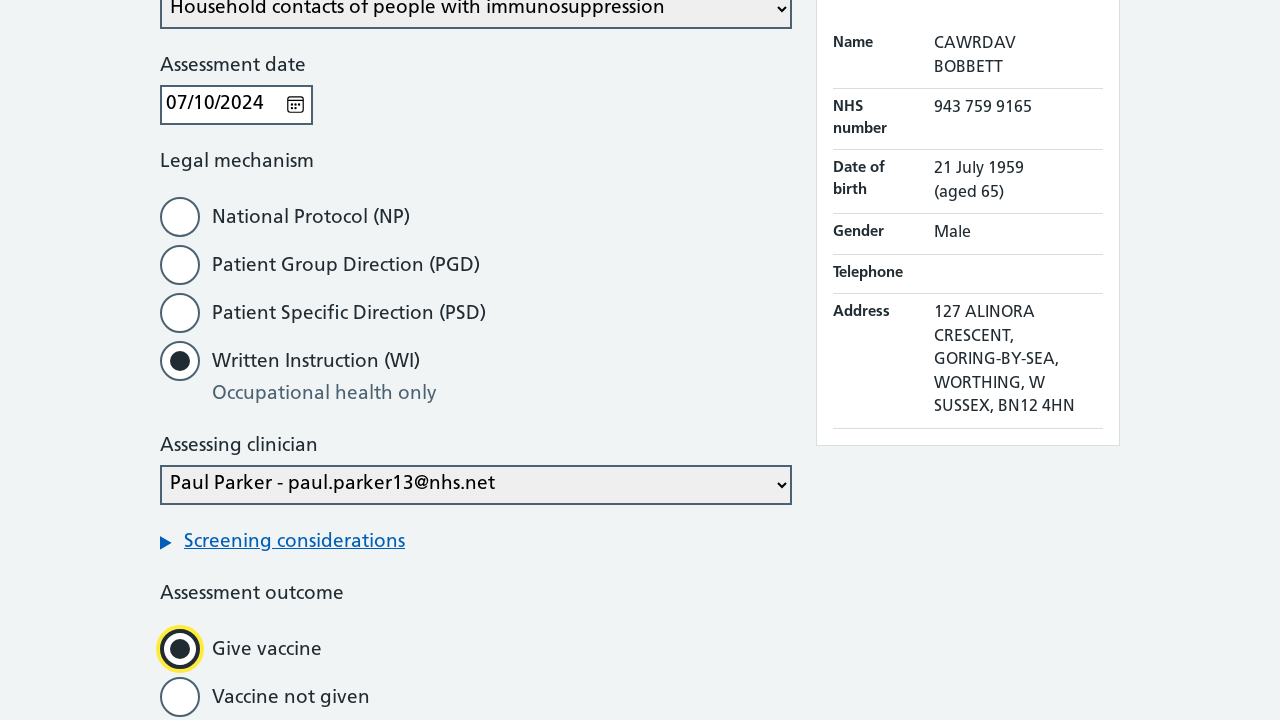 Household contacts of people with immunosuppression
Assessment date
07/10/2024
Legal mechanism
National Protocol (NP)
Patient Group Direction (PGD)
Patient Specific Direction (PSD)
Written Instruction (WI)
Occupational health only
Assessing clinician
Paul Parker - paul.parker13@nhs.net
Screening considerations
Assessment outcome
Give vaccine
Vaccine not given
Name
CAWRDAV
BOBBETT
NHS
number
943 759 9165
Date of
birth
21 July 1959
(aged 65)
Gender
Male
Telephone
Address
127 ALINORA
CRESCENT,
GORING-BY-SEA,
WORTHING, W
SUSSEX, BN12 4HN